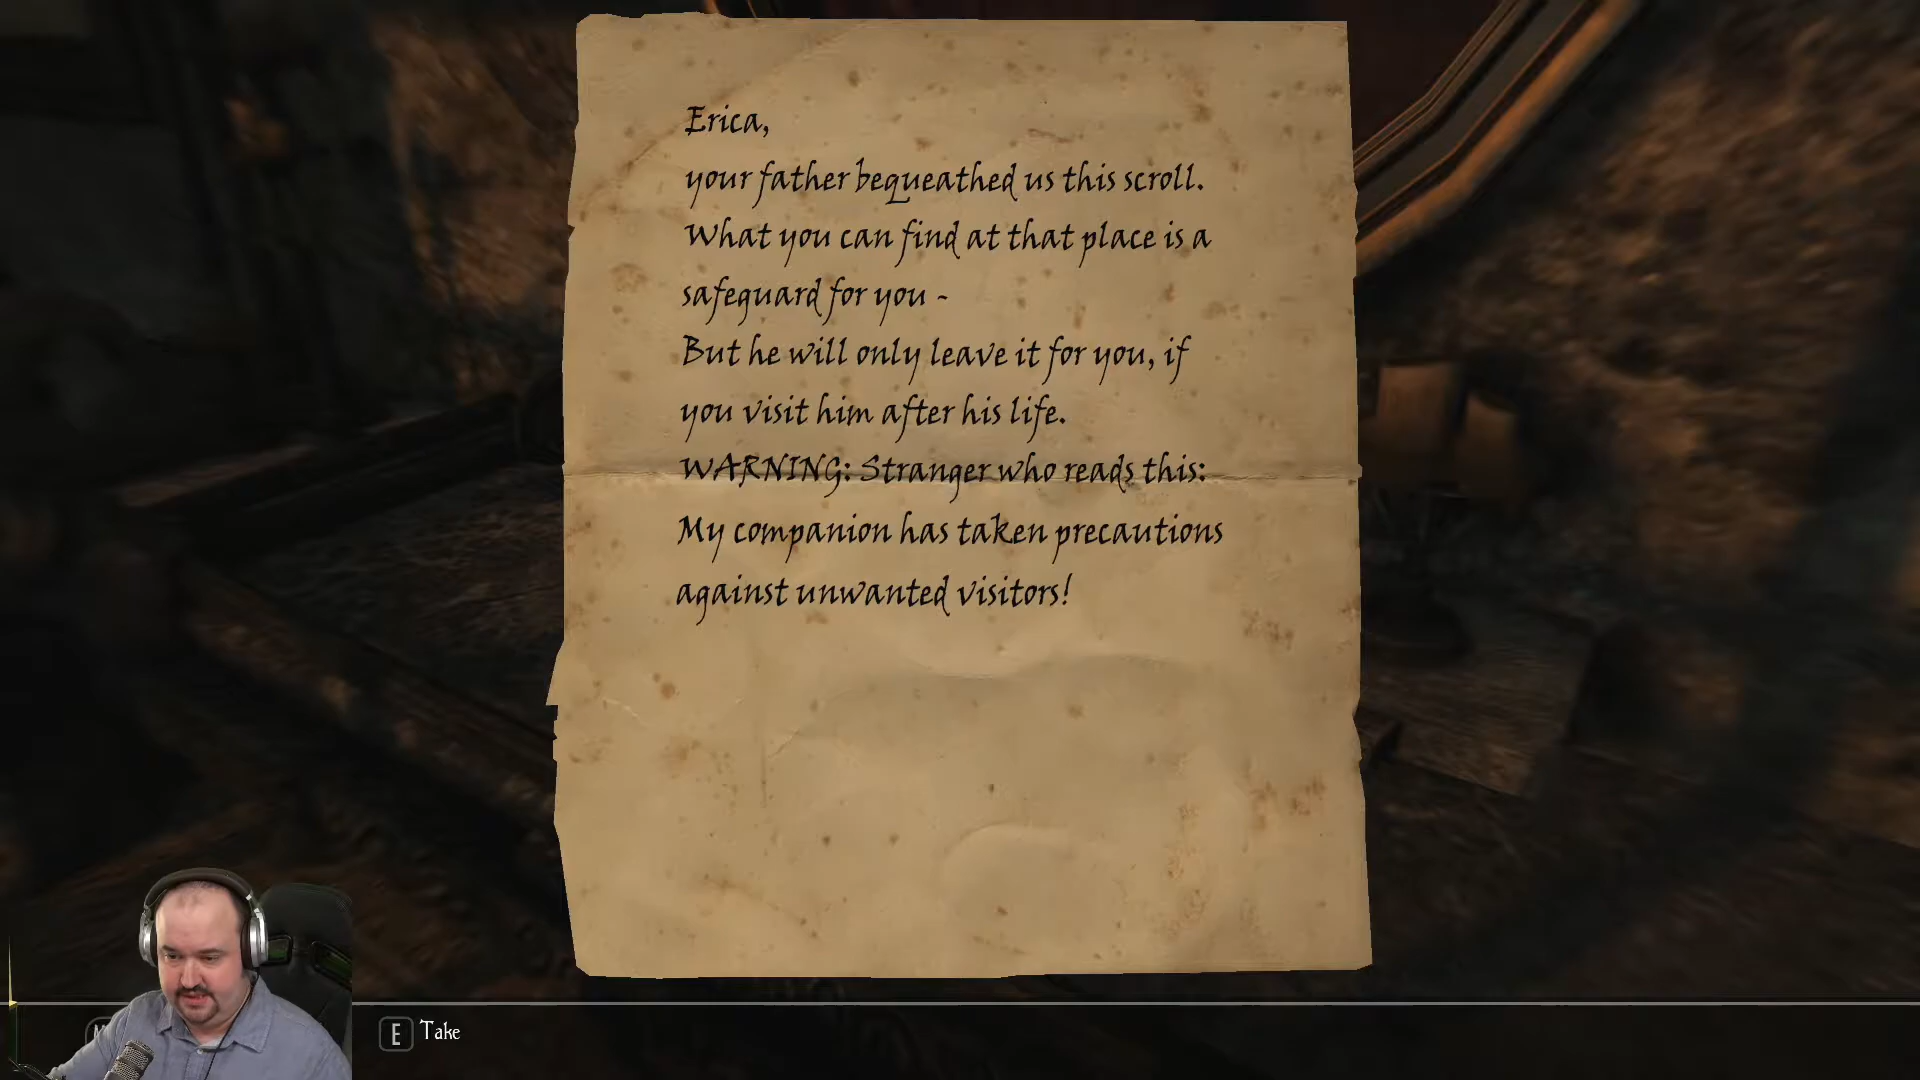 Erica,
your father bequeathed us this scroll.
What you can find at that place is a
safeguard for you -
But he will only leave it for you, if
you visit him after his life.
WARNING: Stranger who reads this:
My companion has taken precautions
against unwanted visitors!
E Take